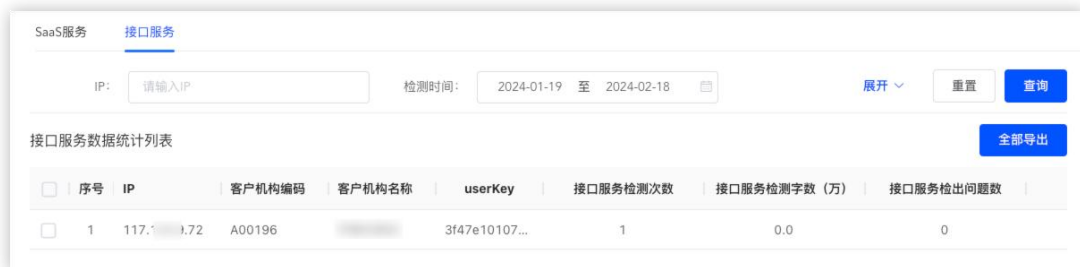 SaaS服务 接口服务
IP: 请输入IP 检测时间: 2024-01-19 至 2024-02-18 展开 重置 查询
接口服务数据统计列表 全部导出
序号 IP 客户机构编码 客户机构名称 userKey 接口服务检测次数 接口服务检测字数（万） 接口服务检出问题数
1 117. .72 A00196 3f47e10107... 1 0.0 0